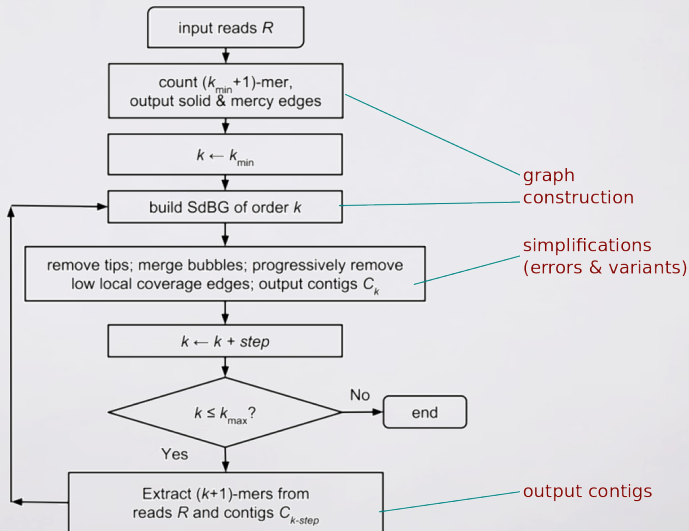 input reads R
count (kmin+1)-mer,
output solid & mercy edges
k ← kmin
graph
construction
build SdBG of order k
simplifications
(errors & variants)
remove tips; merge bubbles; progressively remove
low local coverage edges; output contigs Ck
k ← k + step
k ≤ kmax?
No
end
Yes
Extract (k+1)-mers from
reads R and contigs Ck-step
output contigs